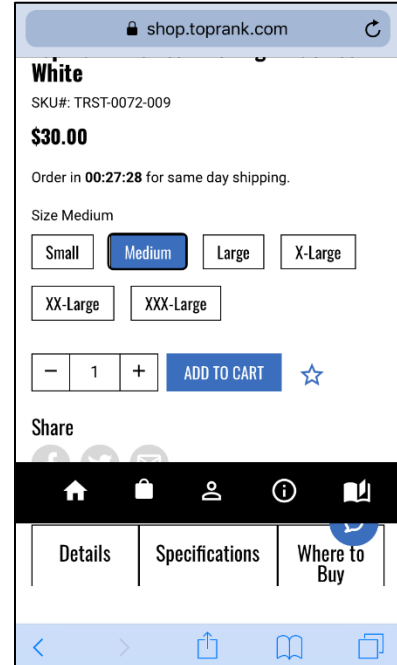 shop.toprank.com
White
SKU#: TRST-0072-009
$30.00
Order in 00:27:28 for same day shipping.
Size Medium
Small Medium Large X-Large
XX-Large XXX-Large
− 1 + ADD TO CART
Share
Details Specifications Where to
Buy